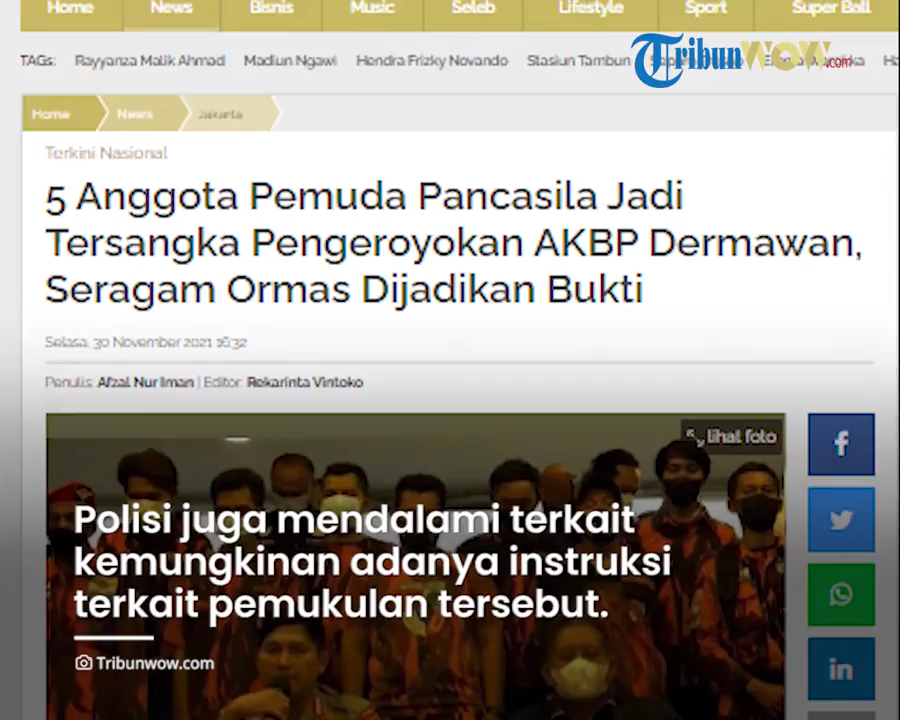 Home News Bisnis Music Seleb Lifestyle Sport Super Ball
TribunWOW.com
TAGs: Rayyanza Malik Ahmad Madiun Ngawi Hendra Frizky Novando Stasiun Tambun
Home News Jakarta
Terkini Nasional
5 Anggota Pemuda Pancasila Jadi
Tersangka Pengeroyokan AKBP Dermawan,
Seragam Ormas Dijadikan Bukti
Selasa, 30 November 2021 16:32
Penulis: Afzal Nur Iman | Editor: Rekarinta Vintoko
lihat foto
Polisi juga mendalami terkait
kemungkinan adanya instruksi
terkait pemukulan tersebut.
Tribunwow.com